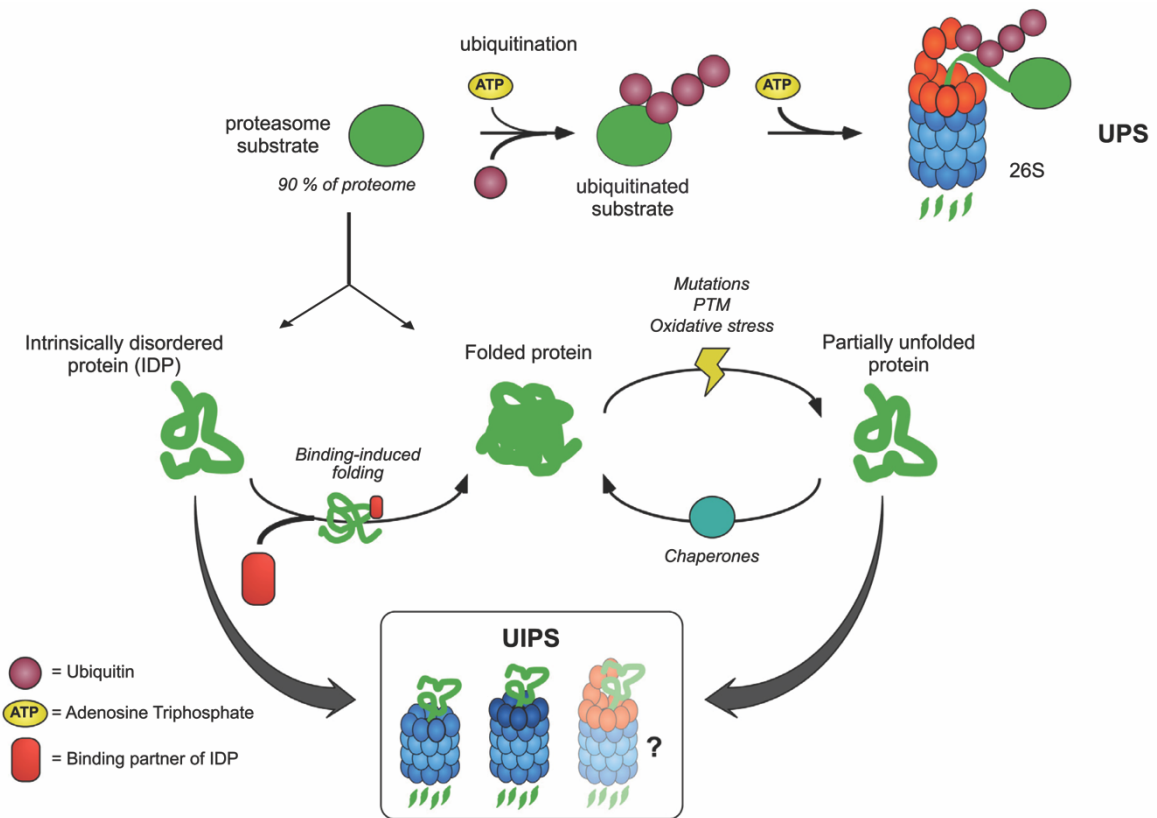 ubiquitination
ATP
ATP
proteasome
substrate
90 % of proteome
ubiquitinated
substrate
26S
UPS
Mutations
PTM
Oxidative stress
Intrinsically disordered
protein (IDP)
Folded protein
Partially unfolded
protein
Binding-induced
folding
Chaperones
UIPS
?
= Ubiquitin
ATP = Adenosine Triphosphate
= Binding partner of IDP